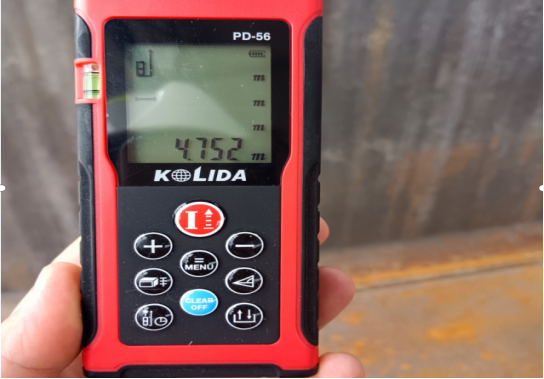 PD-56
m
m
m
4.752 m
KOLIDA
I
+
−
=
MENU
CLEAR
OFF